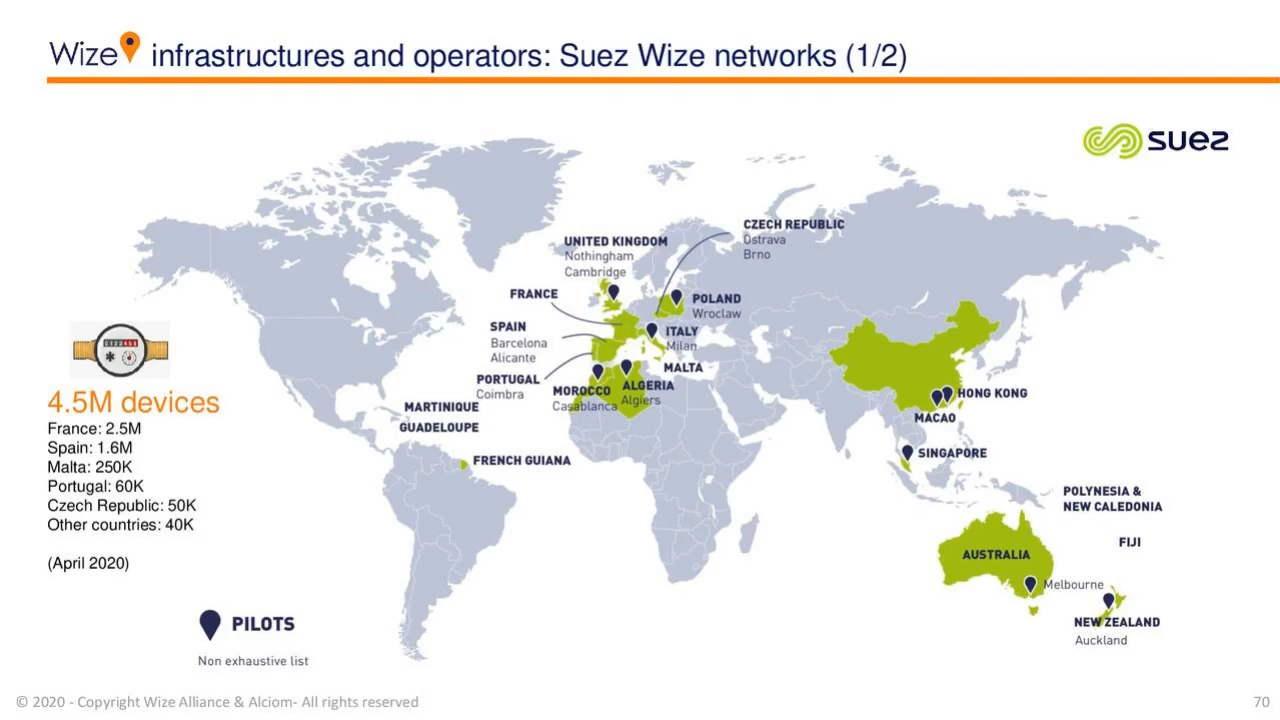 Wize infrastructures and operators: Suez Wize networks (1/2)
suez
CZECH REPUBLIC
Ostrava
Brno
UNITED KINGDOM
Nothingham
Cambridge
FRANCE
POLAND
Wroclaw
SPAIN
Barcelona
Alicante
ITALY
Milan
MALTA
PORTUGAL
Coimbra
MOROCCO
Casablanca
ALGERIA
Algiers
HONG KONG
MACAO
MARTINIQUE
GUADELOUPE
FRENCH GUIANA
SINGAPORE
4.5M devices
France: 2.5M
Spain: 1.6M
Malta: 250K
Portugal: 60K
Czech Republic: 50K
Other countries: 40K
(April 2020)
POLYNESIA &
NEW CALEDONIA
FIJI
AUSTRALIA
Melbourne
NEW ZEALAND
Auckland
PILOTS
Non exhaustive list
© 2020 - Copyright Wize Alliance & Alciom- All rights reserved
70